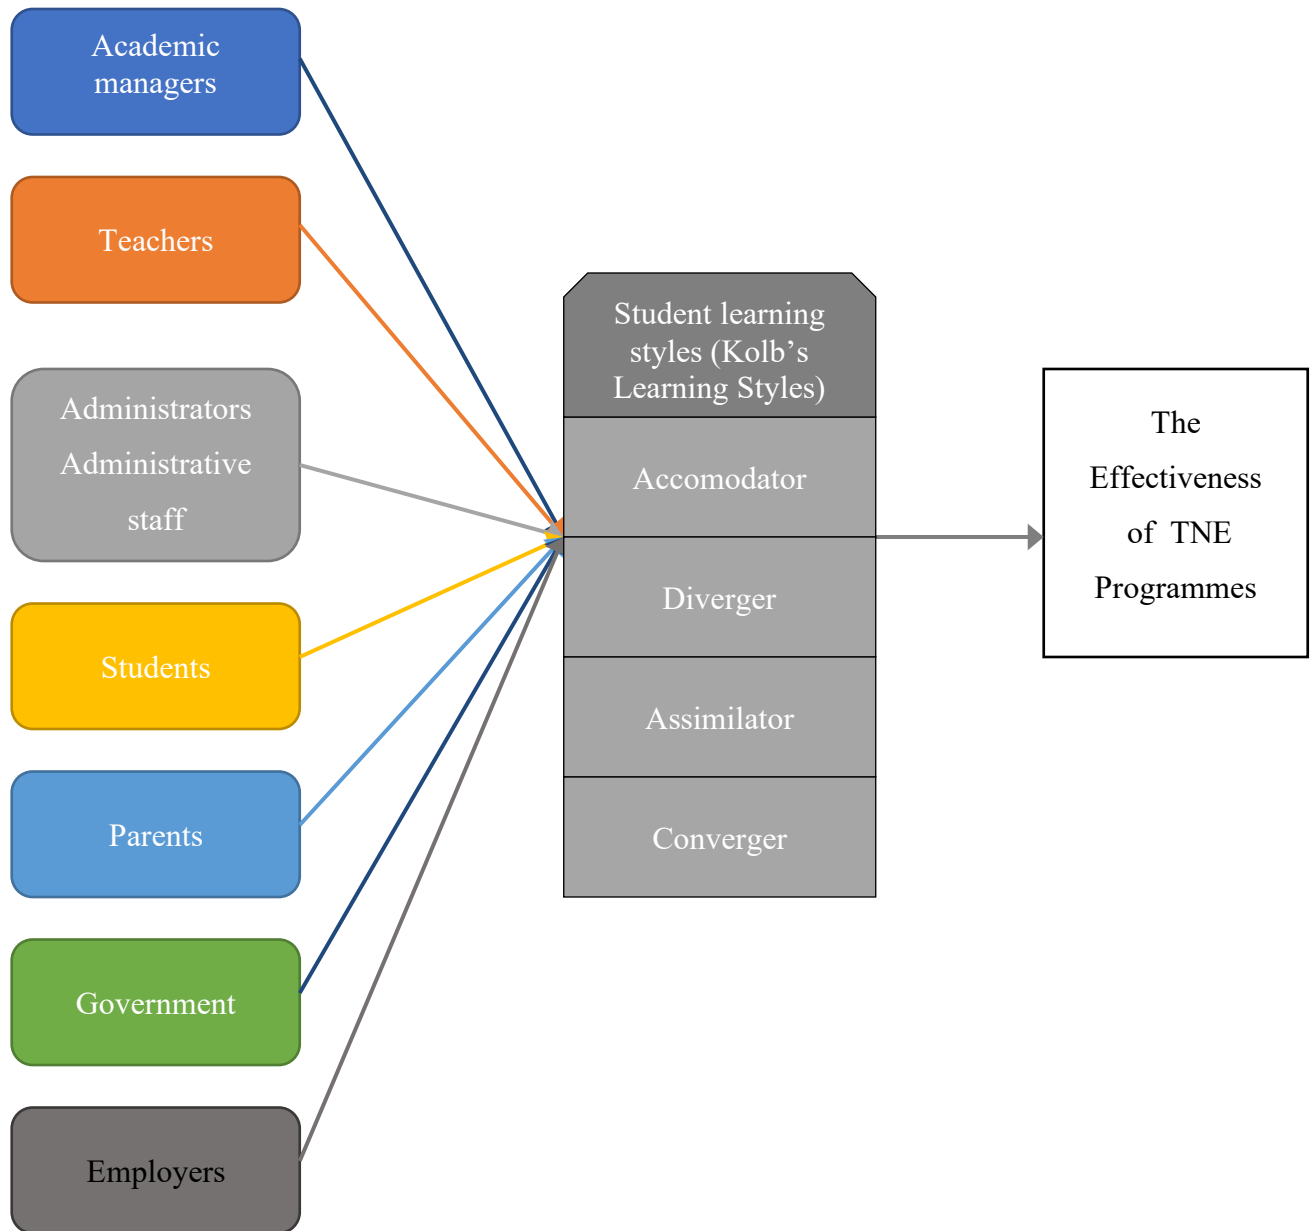 Academic
managers
Teachers
Administrators
Administrative
staff
Students
Parents
Government
Employers
Student learning
styles (Kolb’s
Learning Styles)
Accomodator
Diverger
Assimilator
Converger
The
Effectiveness
of TNE
Programmes